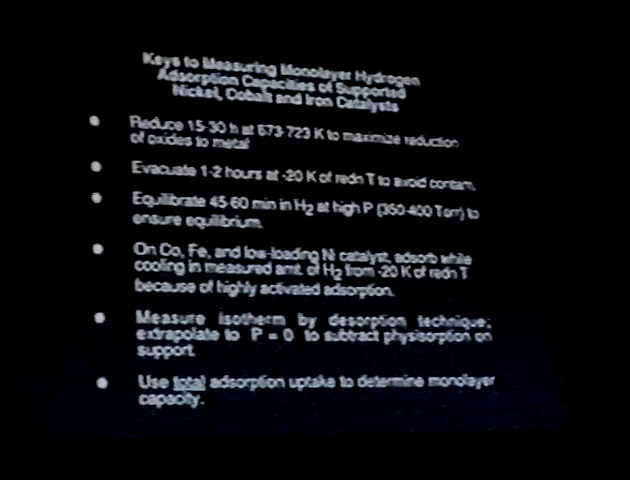 Keys to Measuring Monolayer Hydrogen
Adsorption Capacities of Supported
Nickel, Cobalt and Iron Catalysts
• Reduce 15-30 h at 673-723 K to maximize reduction
of oxides to metal
• Evacuate 1-2 hours at -20 K of redn T to avoid contam.
• Equilibrate 45-60 min in H2 at high P (350-400 Torr) to
ensure equilibrium.
• On Co, Fe, and low-loading Ni catalyst, adsorb while
cooling in measured amt. of H2 from -20 K of redn T
because of highly activated adsorption.
• Measure isotherm by desorption technique;
extrapolate to P = 0 to subtract physisorption on
support.
• Use total adsorption uptake to determine monolayer
capacity.